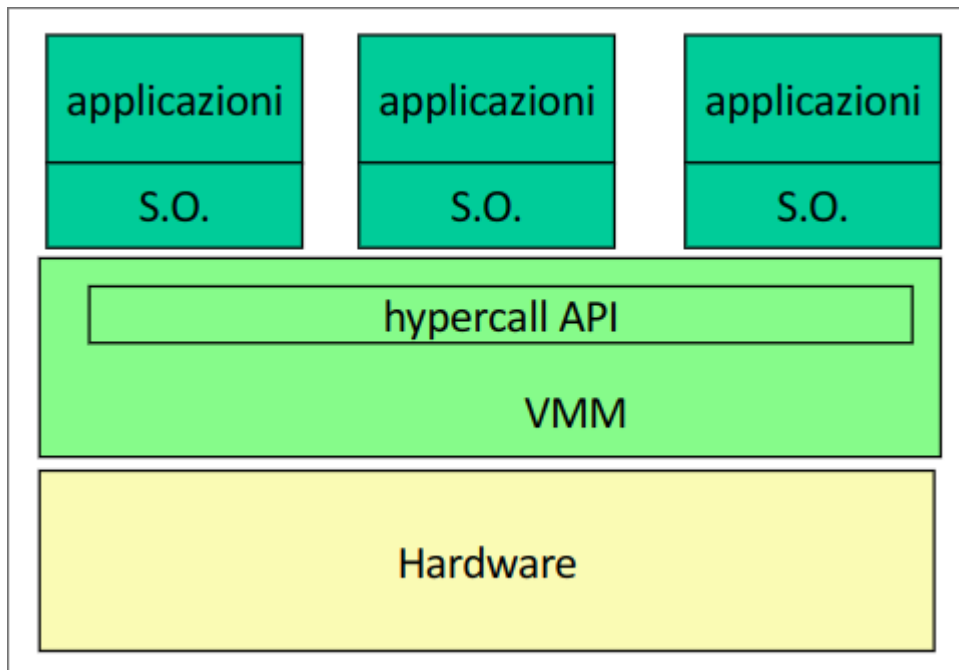 applicazioni
applicazioni
applicazioni
S.O.
S.O.
S.O.
hypercall API
VMM
Hardware